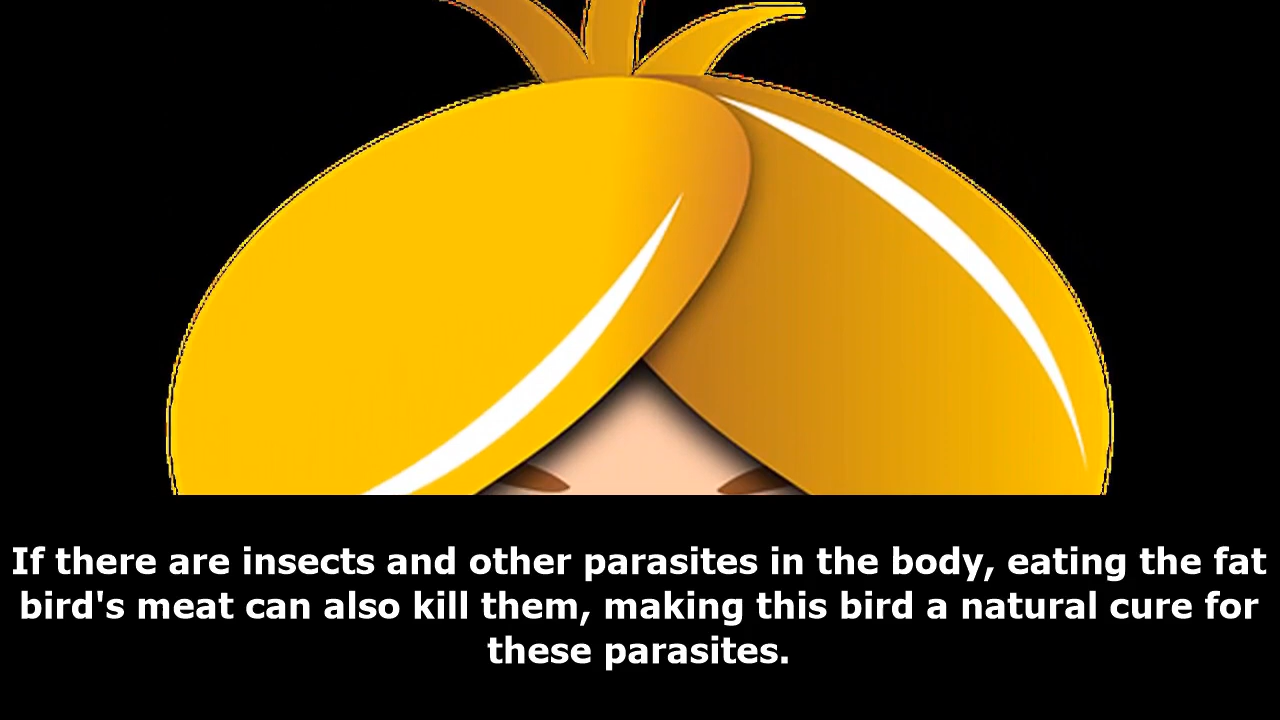 If there are insects and other parasites in the body, eating the fat
bird's meat can also kill them, making this bird a natural cure for
these parasites.